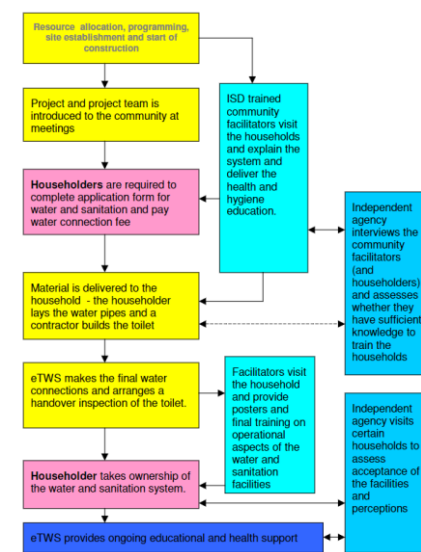 Resource allocation, programming,
site establishment and start of
construction
Project and project team is
introduced to the community at
meetings
ISD trained
community
facilitators visit
the households
and explain the
system and
deliver the
health and
hygiene
education.
Householders are required to
complete application form for
water and sanitation and pay
water connection fee
Independent
agency
interviews the
community
facilitators
(and
householders)
and assesses
whether they
have sufficient
knowledge to
train the
households
Material is delivered to the
household - the householder
lays the water pipes and a
contractor builds the toilet
eTWS makes the final water
connections and arranges a
handover inspection of the toilet.
Facilitators visit
the household
and provide
posters and
final training on
operational
aspects of the
water and
sanitation
facilities
Independent
agency visits
certain
households to
assess
acceptance of
the facilities
and
perceptions
Householder takes ownership of
the water and sanitation system.
eTWS provides ongoing educational and health support